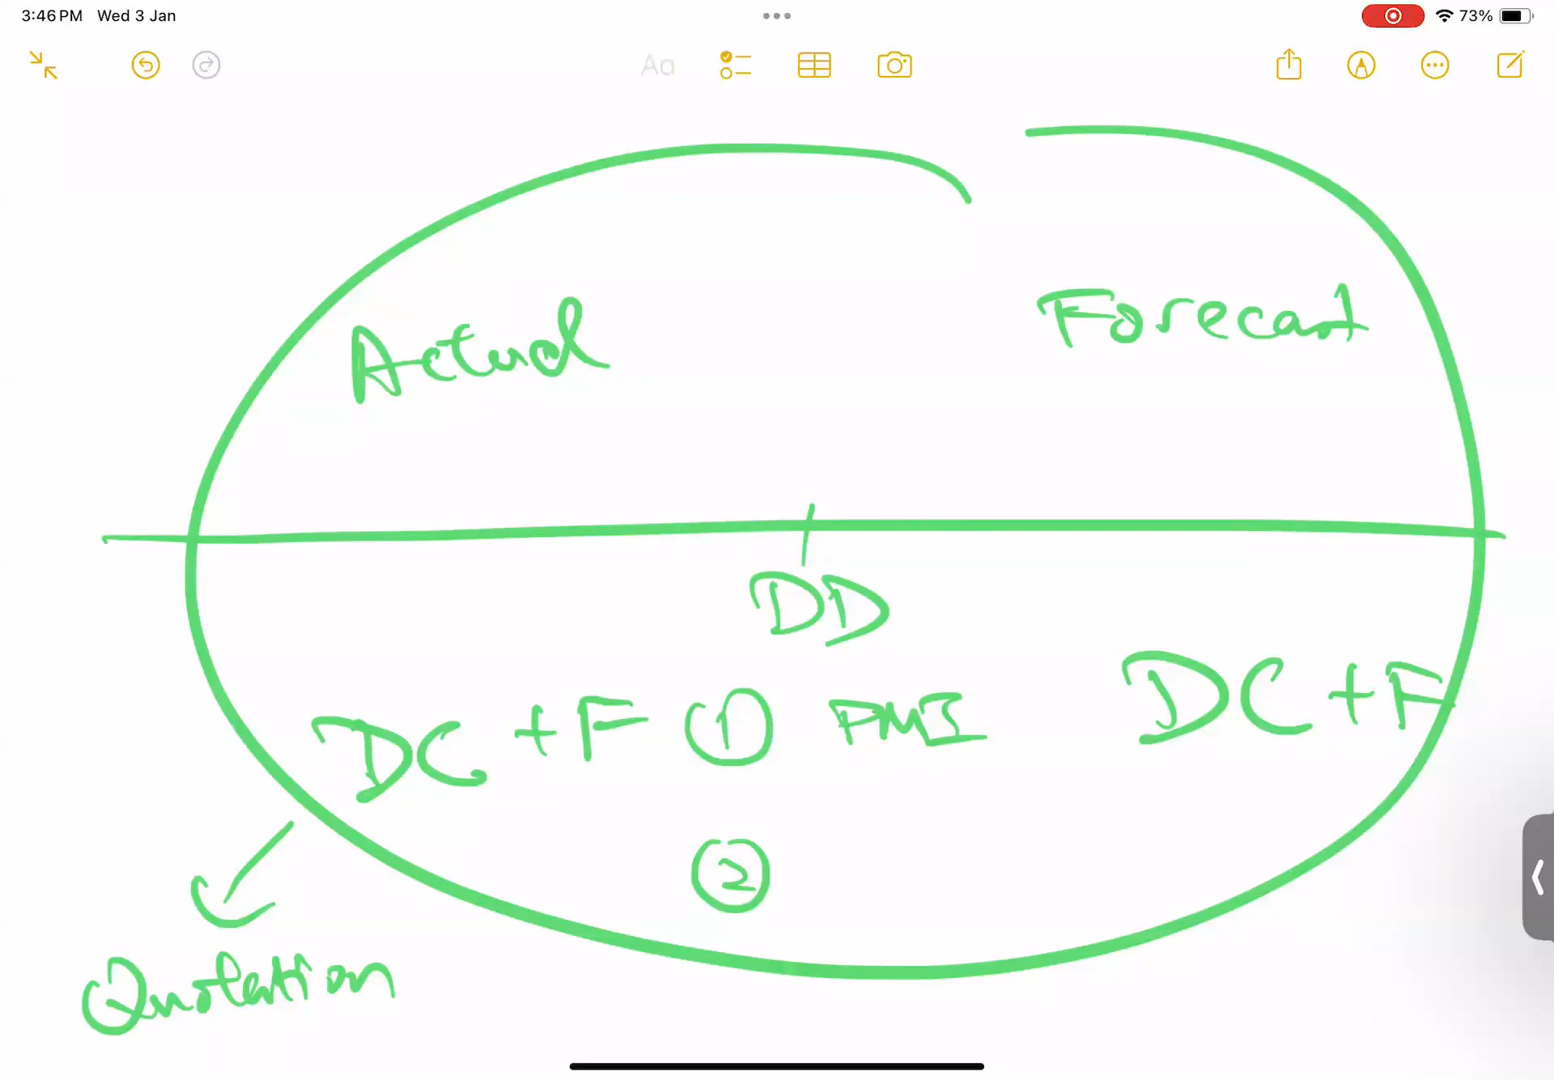 3:46 PM Wed 3 Jan
73%
Aa
Actual
Forecast
DD
DC + F ① PMI DC + F
②
Quotation